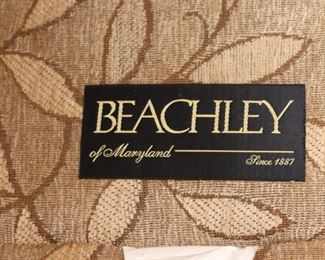 BEACHLEY
of Maryland
Since 1887